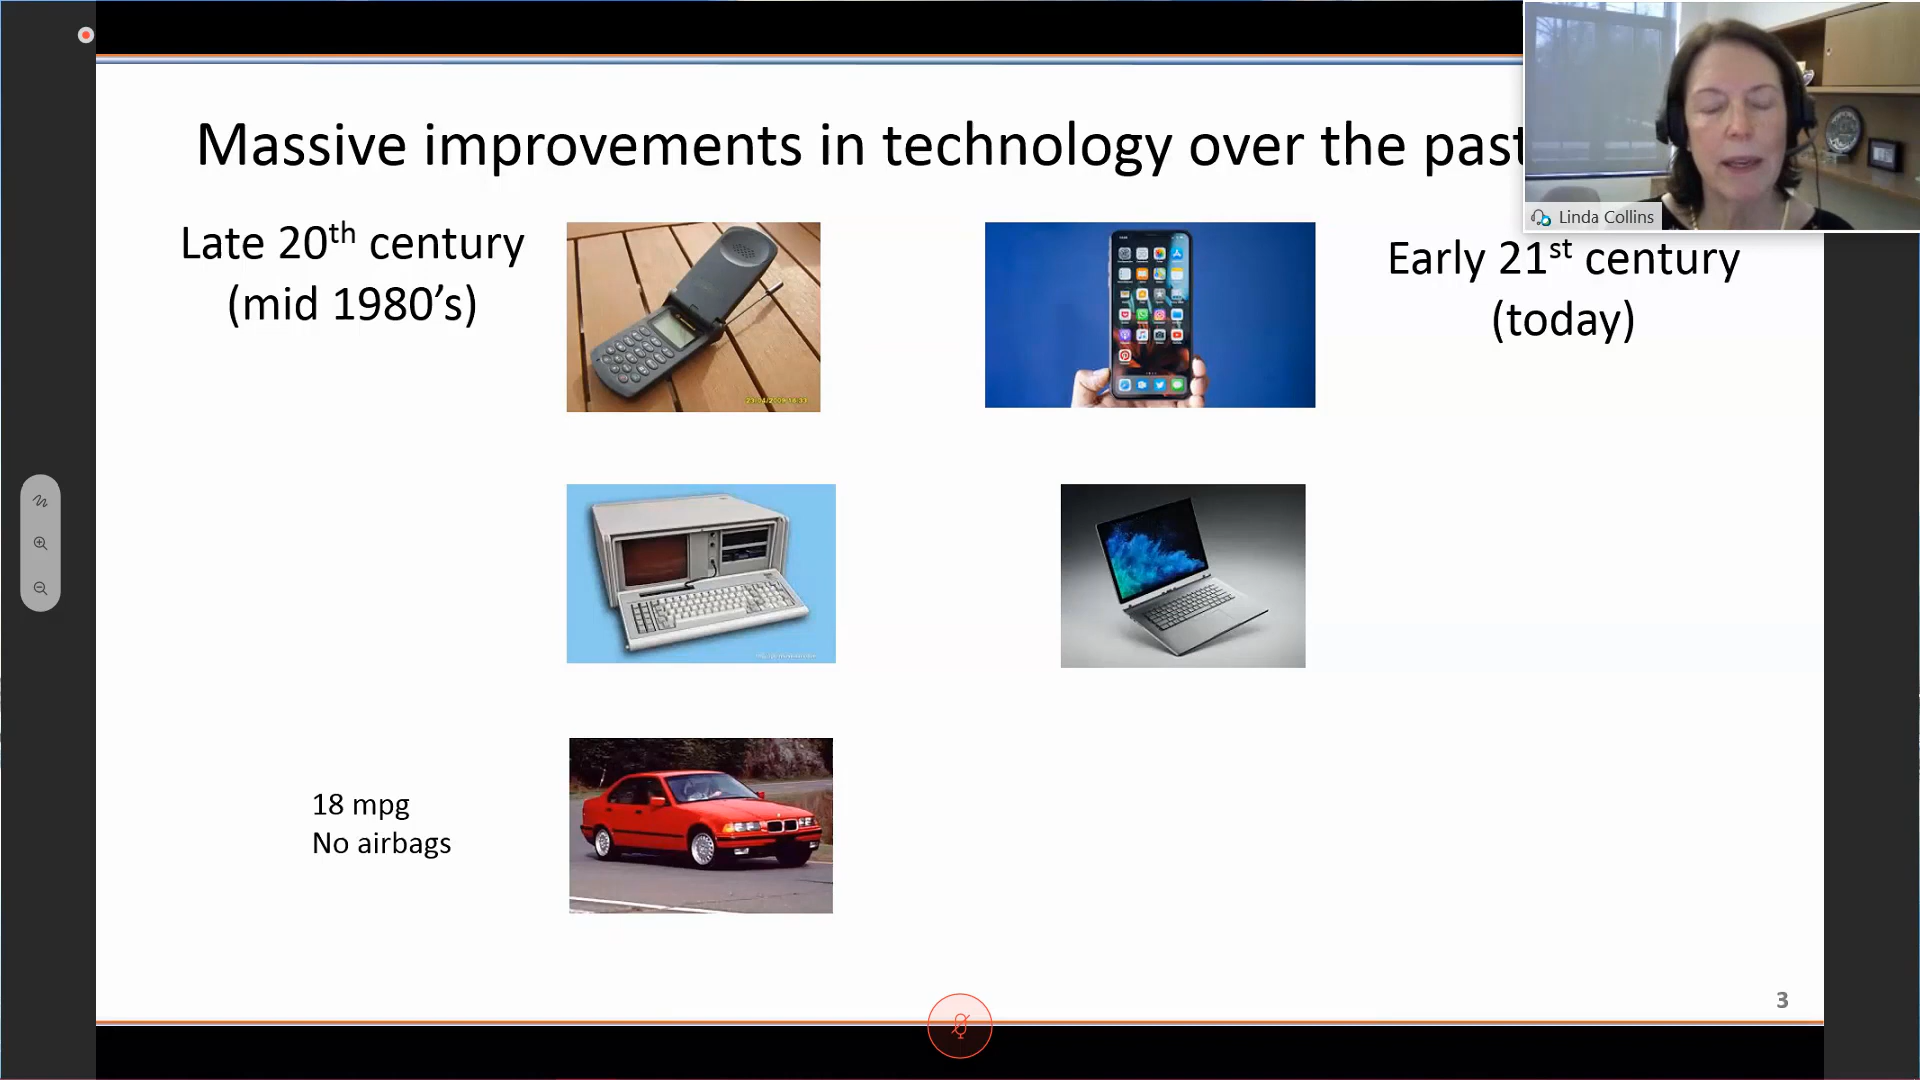 Massive improvements in technology over the past
Linda Collins
Late 20th century
(mid 1980’s)
Early 21st century
(today)
18 mpg
No airbags
3